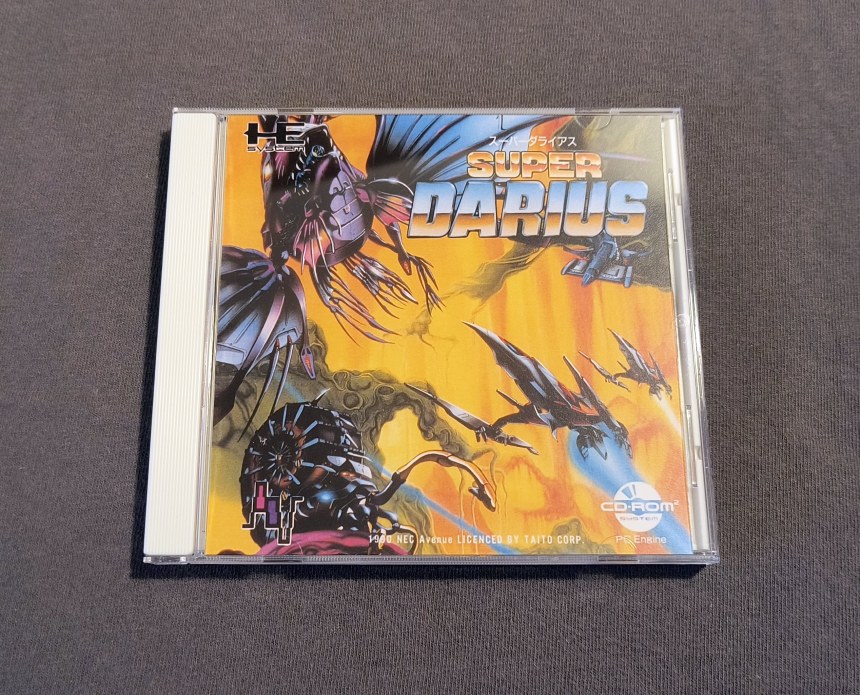 HE
SYSTEM
スーパーダライアス
SUPER
DARIUS
CD-ROM²
SYSTEM
1990 NEC Avenue LICENCED BY TAITO CORP.
PC Engine